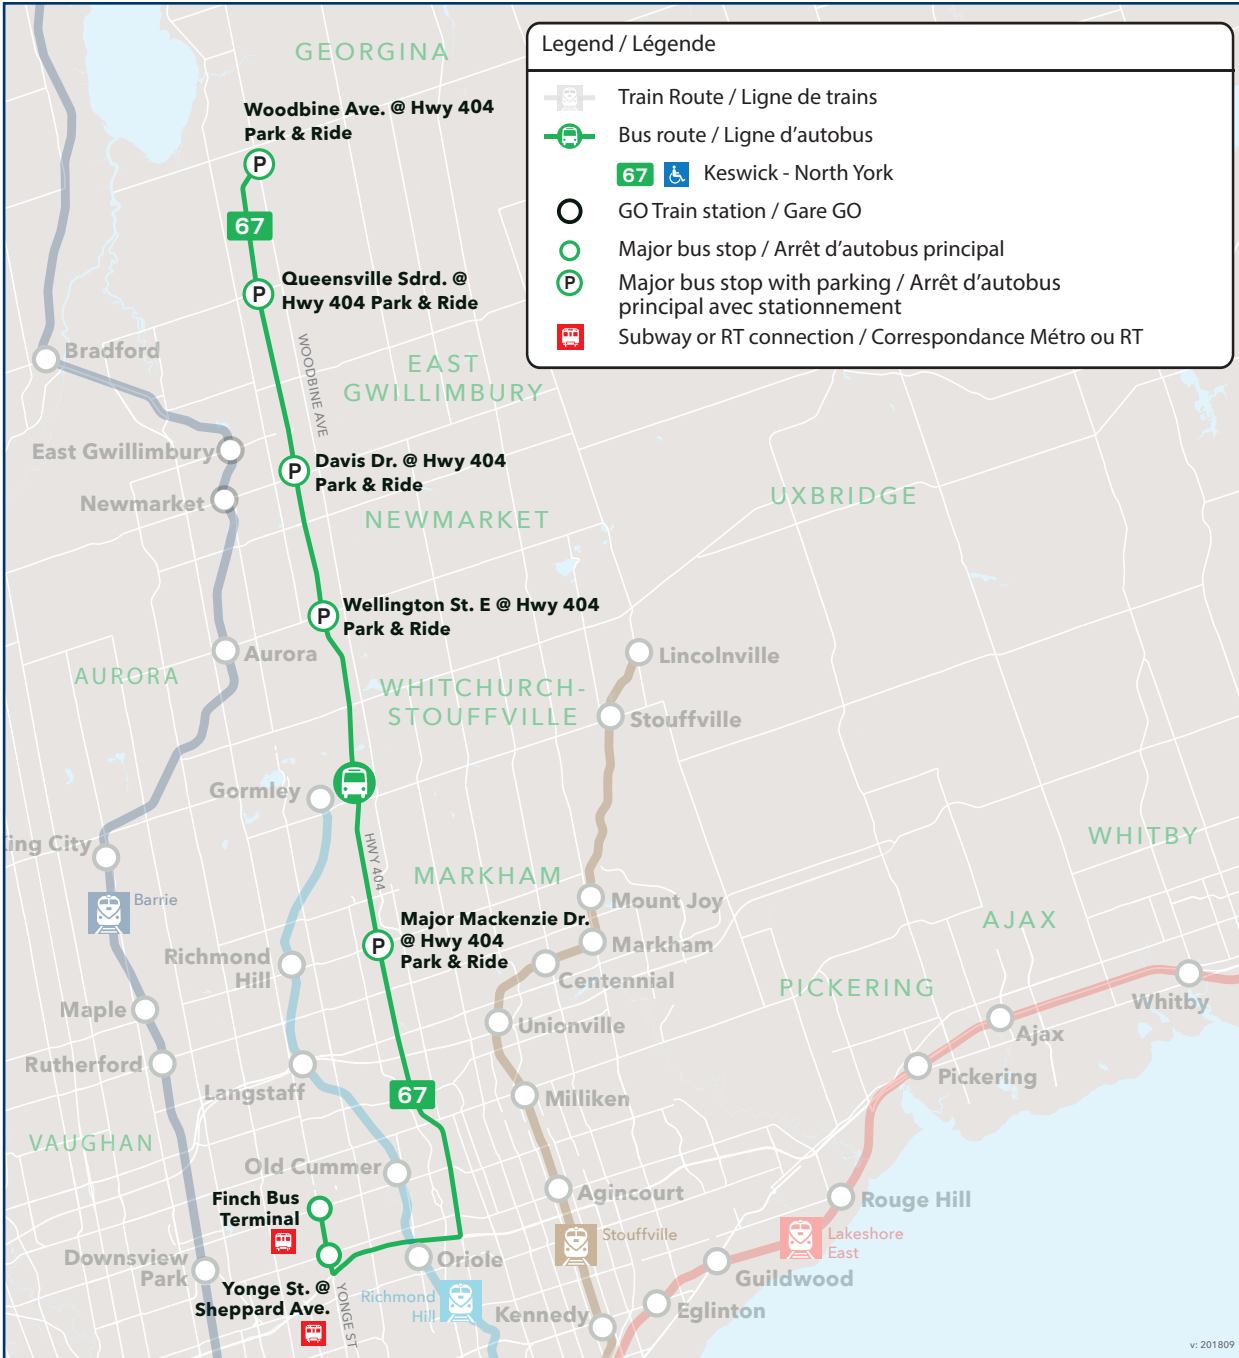 GEORGINA
Legend / Légende
Train Route / Ligne de trains
Bus route / Ligne d'autobus
67 Keswick - North York
GO Train station / Gare GO
Major bus stop / Arrêt d'autobus principal
P Major bus stop with parking / Arrêt d'autobus
principal avec stationnement
Subway or RT connection / Correspondance Métro ou RT
Woodbine Ave. @ Hwy 404
Park & Ride
P
67
Queensville Sdrd. @
Hwy 404 Park & Ride
P
WOODBINE AVE
Bradford
EAST
GWILLIMBURY
East Gwillimbury
Davis Dr. @ Hwy 404
Park & Ride
P
Newmarket
NEWMARKET
UXBRIDGE
Wellington St. E @ Hwy 404
Park & Ride
P
Aurora
AURORA
Lincolnville
WHITCHURCH-
STOUFFVILLE
Stouffville
Gormley
HWY 404
ing City
WHITBY
MARKHAM
Barrie
Mount Joy
AJAX
Major Mackenzie Dr.
@ Hwy 404
Park & Ride
P
Markham
Richmond
Hill
Centennial
PICKERING
Whitby
Maple
Unionville
Ajax
Rutherford
Langstaff
67
Milliken
Pickering
VAUGHAN
Old Cummer
Agincourt
Rouge Hill
Finch Bus
Terminal
Stouffville
Lakeshore
East
Downsview
Park
Oriole
Guildwood
Yonge St. @
Sheppard Ave.
YONGE ST
Richmond
Hill
Kennedy
Eglinton
v: 201809